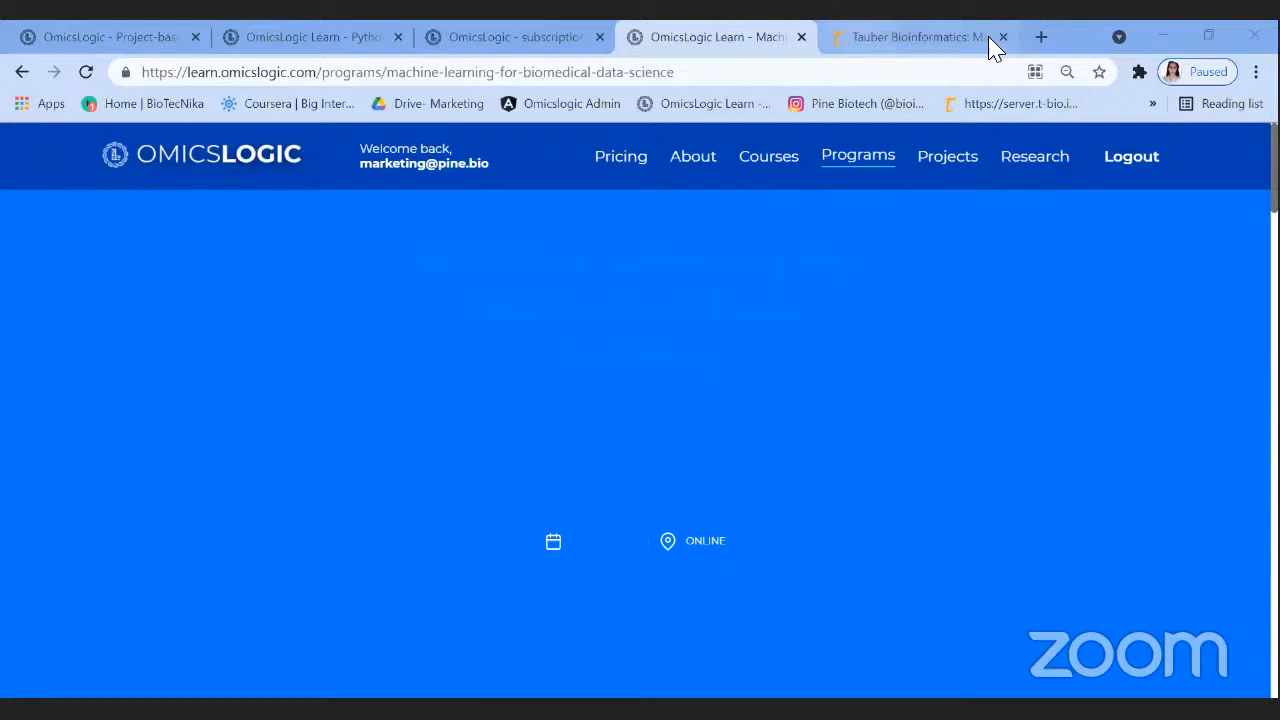 OmicsLogic - Project-bas
OmicsLogic Learn - Pytho
OmicsLogic - subscription
OmicsLogic Learn - Machi
Tauber Bioinformatics: M
https://learn.omicslogic.com/programs/machine-learning-for-biomedical-data-science
Paused
Apps
Home | BioTecNika
Coursera | Big Inter...
Drive- Marketing
Omicslogic Admin
OmicsLogic Learn -...
Pine Biotech (@bioi...
https://server.t-bio.i...
»
Reading list
OMICSLOGIC
Welcome back,
marketing@pine.bio
Pricing
About
Courses
Programs
Projects
Research
Logout
ONLINE
zoom